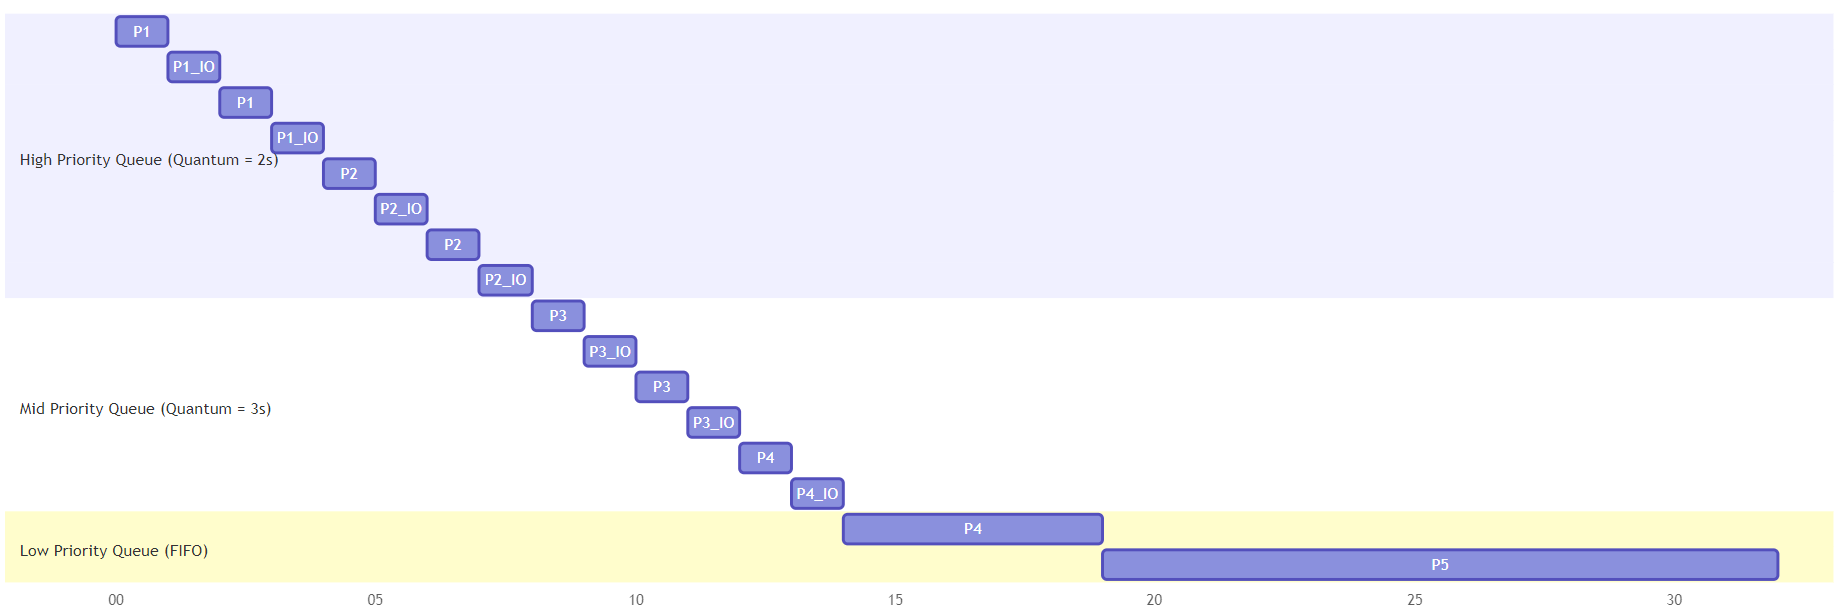 P1
P1_IO
P1
P1_IO
High Priority Queue (Quantum = 2s)
P2
P2_IO
P2
P2_IO
P3
P3_IO
P3
Mid Priority Queue (Quantum = 3s)
P3_IO
P4
P4_IO
P4
Low Priority Queue (FIFO)
P5
00 05 10 15 20 25 30